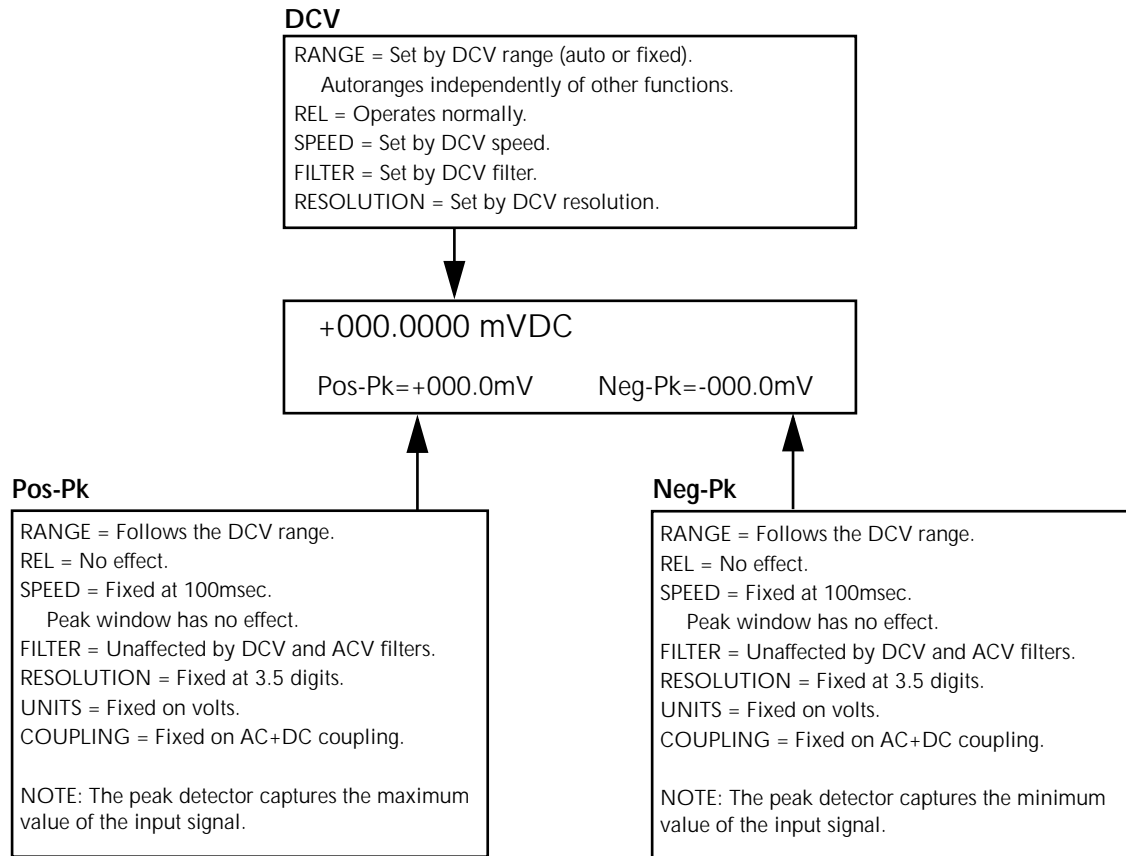 DCV
RANGE = Set by DCV range (auto or fixed).
Autoranges independently of other functions.
REL = Operates normally.
SPEED = Set by DCV speed.
FILTER = Set by DCV filter.
RESOLUTION = Set by DCV resolution.
+000.0000 mVDC
Pos-Pk=+000.0mV Neg-Pk=-000.0mV
Pos-Pk
RANGE = Follows the DCV range.
REL = No effect.
SPEED = Fixed at 100msec.
Peak window has no effect.
FILTER = Unaffected by DCV and ACV filters.
RESOLUTION = Fixed at 3.5 digits.
UNITS = Fixed on volts.
COUPLING = Fixed on AC+DC coupling.
NOTE: The peak detector captures the maximum
value of the input signal.
Neg-Pk
RANGE = Follows the DCV range.
REL = No effect.
SPEED = Fixed at 100msec.
Peak window has no effect.
FILTER = Unaffected by DCV and ACV filters.
RESOLUTION = Fixed at 3.5 digits.
UNITS = Fixed on volts.
COUPLING = Fixed on AC+DC coupling.
NOTE: The peak detector captures the minimum
value of the input signal.